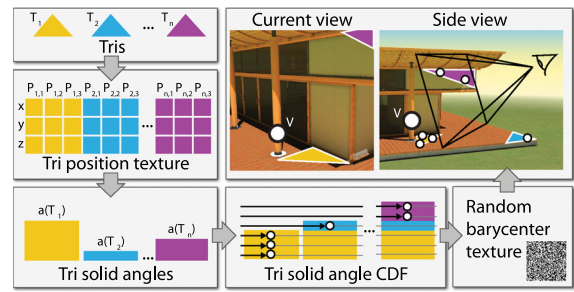 T1 T2 ... Tn
Tris
P1,1 P1,2 P1,3 P2,1 P2,2 P2,3 Pn,1 Pn,2 Pn,3
x
y
z
...
Tri position texture
a(T1)
a(T2)
...
a(Tn)
Tri solid angles
...
Tri solid angle CDF
Random
barycenter
texture
Current view
V
Side view
V